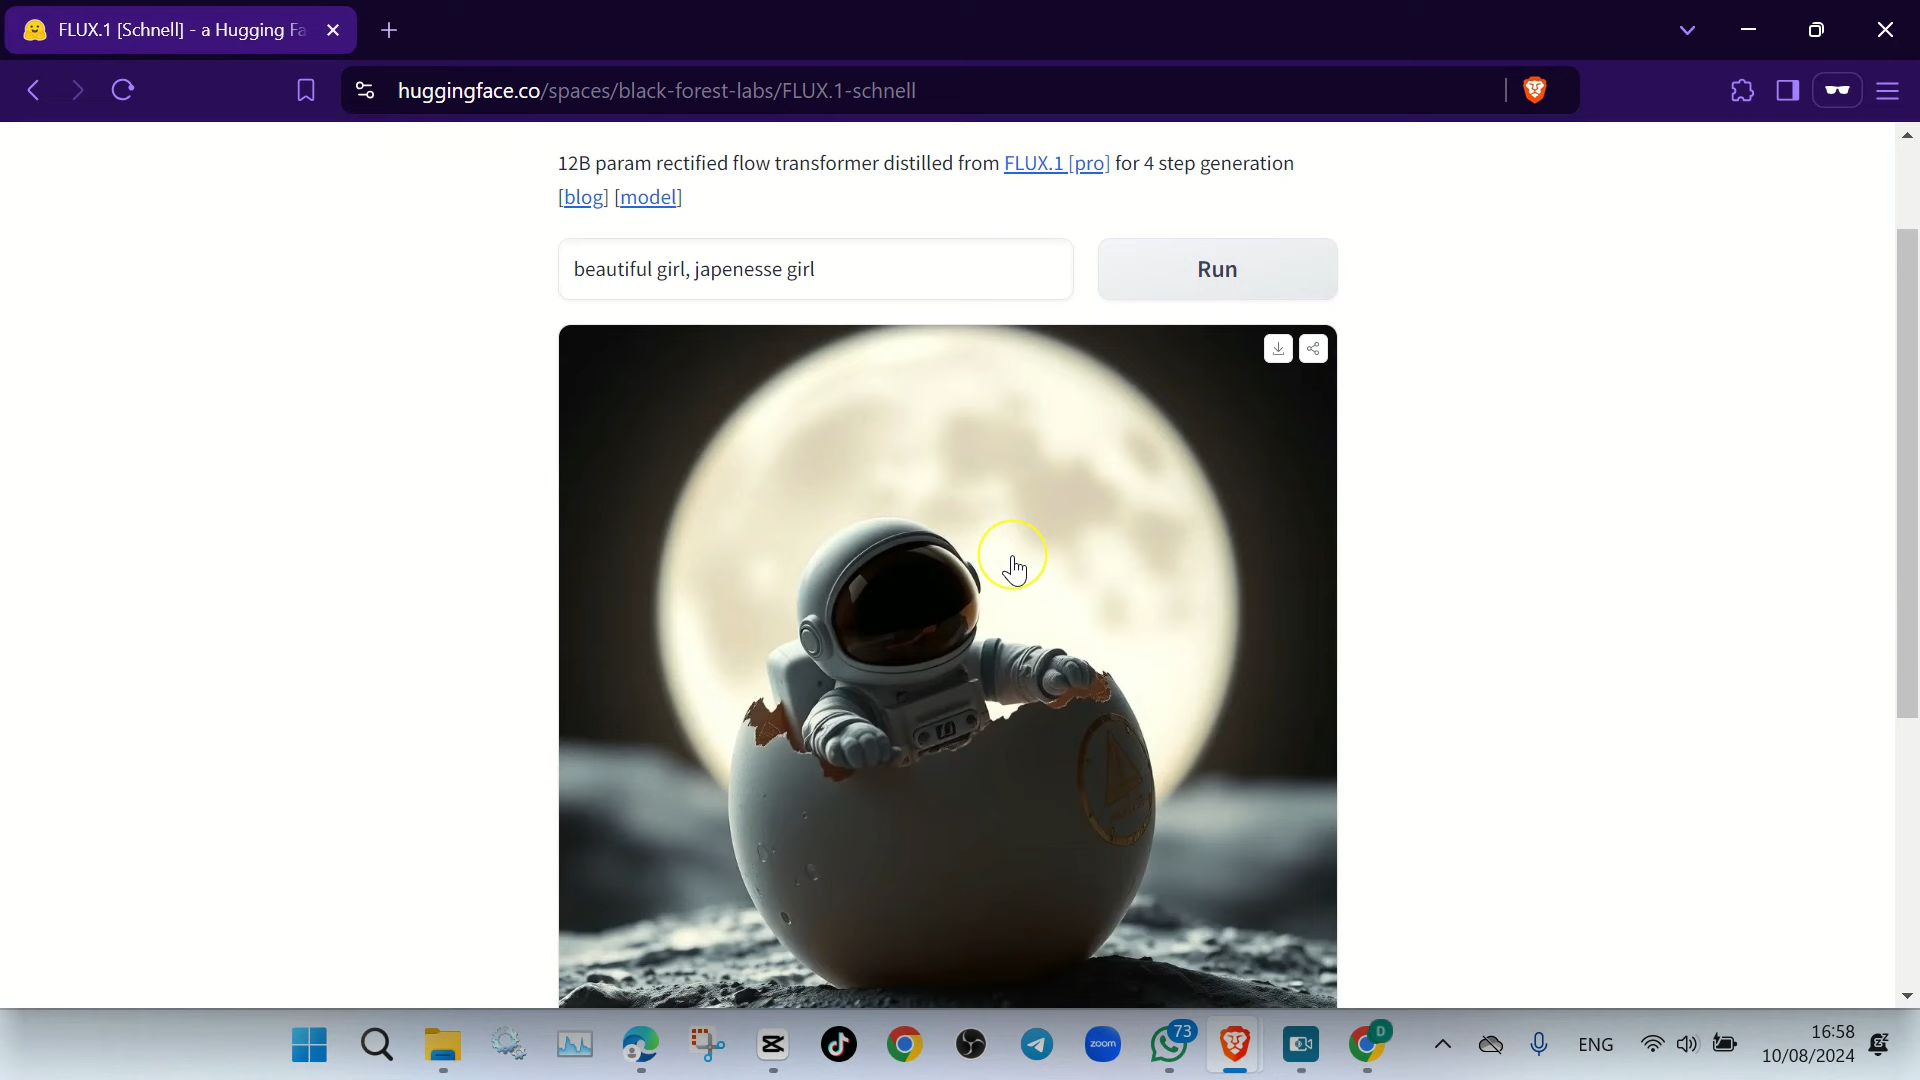 FLUX.1 [Schnell] - a Hugging Fa
huggingface.co/spaces/black-forest-labs/FLUX.1-schnell
12B param rectified flow transformer distilled from FLUX.1 [pro] for 4 step generation
[blog] [model]
beautiful girl, japenesse girl
Run
73
D
zoom
ENG
16:58
10/08/2024